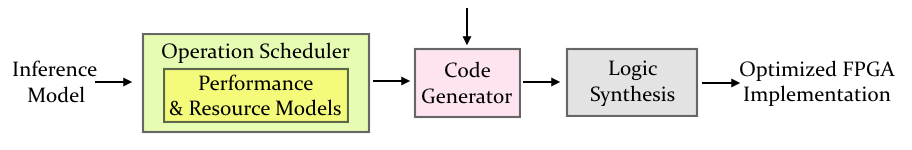 Inference
Model
Operation Scheduler
Performance
& Resource Models
Code
Generator
Logic
Synthesis
Optimized FPGA
Implementation